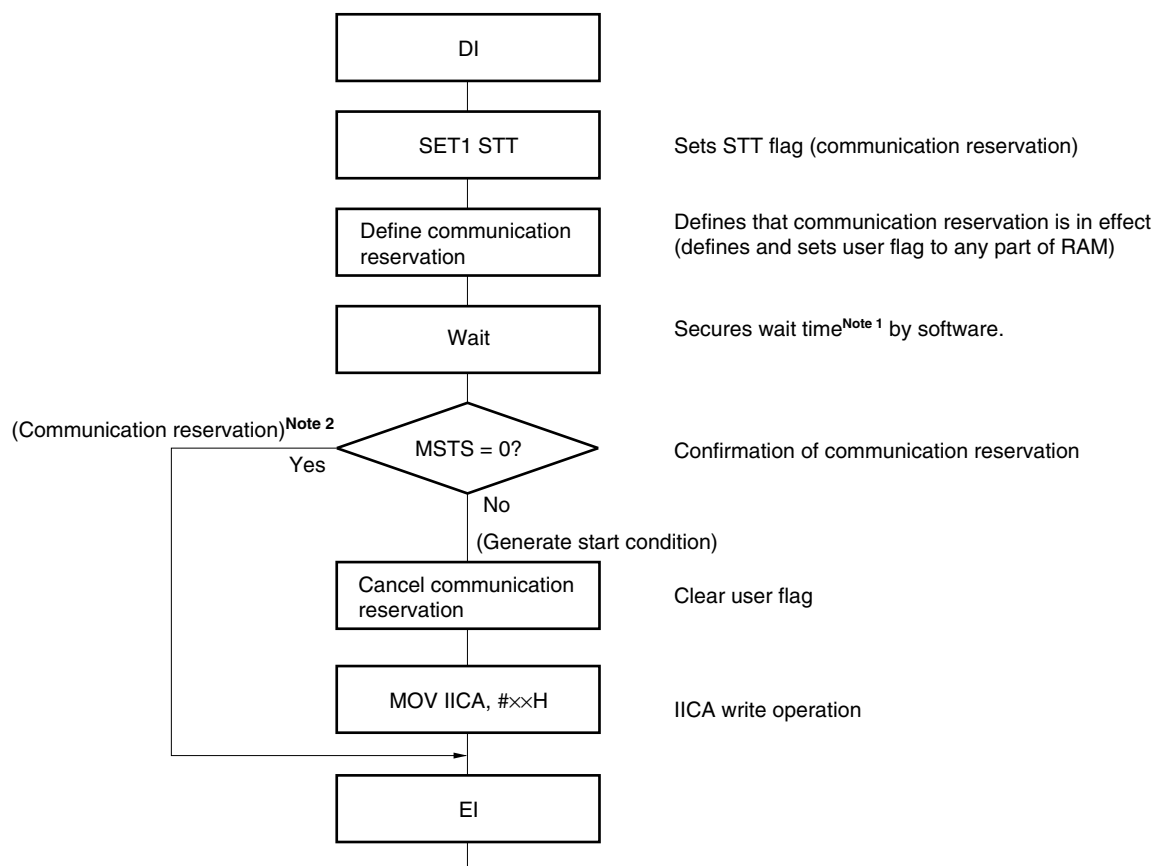 DI
SET1 STT
Sets STT flag (communication reservation)
Define communication
reservation
Defines that communication reservation is in effect
(defines and sets user flag to any part of RAM)
Wait
Secures wait timeNote 1 by software.
(Communication reservation)Note 2
MSTS = 0?
Confirmation of communication reservation
Yes
No
(Generate start condition)
Cancel communication
reservation
Clear user flag
MOV IICA, #××H
IICA write operation
EI